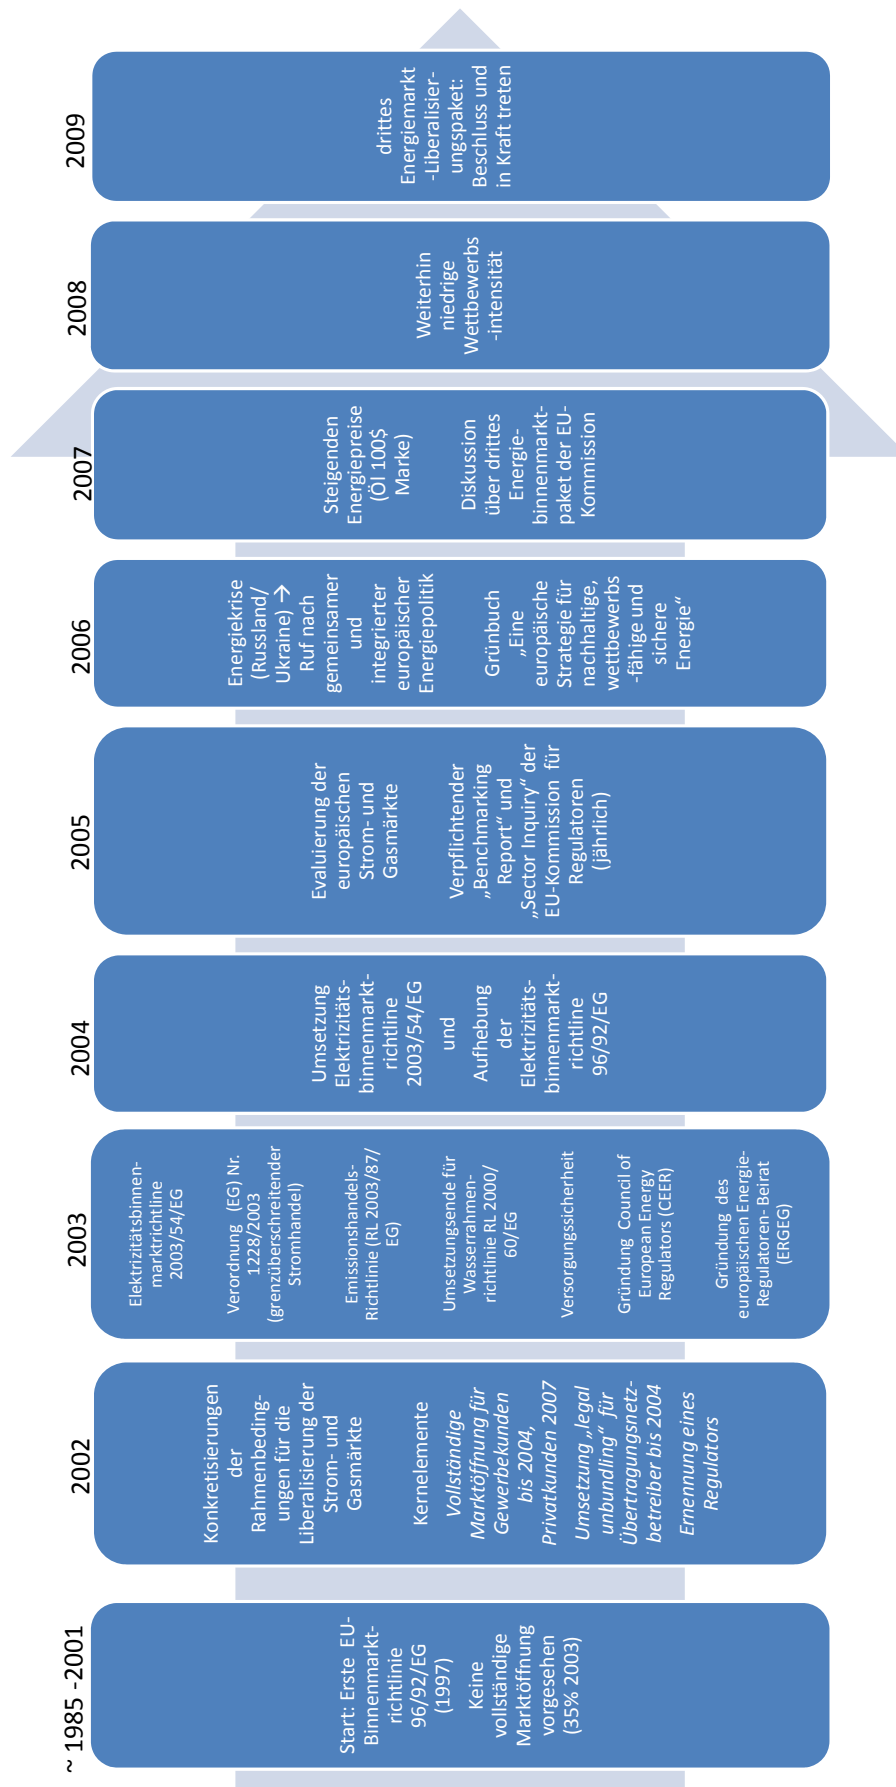 ~ 1985 -2001
Start: Erste EU-
Binnenmarkt-
richtlinie
96/92/EG
(1997)
Keine
vollständige
Marktöffnung
vorgesehen
(35% 2003)
2002
Konkretisierungen
der
Rahmenbeding-
ungen für die
Liberalisierung der
Strom- und
Gasmärkte
Kernelemente
Vollständige
Marktöffnung für
Gewerbekunden
bis 2004,
Privatkunden 2007
Umsetzung „legal
unbundling“ für
Übertragungsnetz-
betreiber bis 2004
Ernennung eines
Regulators
2003
Elektrizitätsbinnen-
marktrichtline
2003/54/EG
Verordnung (EG) Nr.
1228/2003
(grenzüberschreitender
Stromhandel)
Emissionshandels-
Richtlinie (RL 2003/87/
EG)
Umsetzungsende für
Wasserrahmen-
richtlinie RL 2000/
60/EG
Versorgungssicherheit
Gründung Council of
European Energy
Regulators (CEER)
Gründung des
europäischen Energie-
Regulatoren- Beirat
(ERGEG)
2004
Umsetzung
Elektrizitäts-
binnenmarkt-
richtline
2003/54/EG
und
Aufhebung
der
Elektrizitäts-
binnenmarkt-
richtline
96/92/EG
2005
Evaluierung der
europäischen
Strom- und
Gasmärkte
Verpflichtender
„Benchmarking
Report“ und
„Sector Inquiry“ der
EU-Kommission für
Regulatoren
(jährlich)
2006
Energiekrise
(Russland/
Ukraine) →
Ruf nach
gemeinsamer
und
integrierter
europäischer
Energiepolitik
Grünbuch
„Eine
europäische
Strategie für
nachhaltige,
wettbewerbs
-fähige und
sichere
Energie“
2007
Steigenden
Energiepreise
(Öl 100$
Marke)
Diskussion
über drittes
Energie-
binnenmarkt-
paket der EU-
Kommission
2008
Weiterhin
niedrige
Wettbewerbs
-intensität
2009
drittes
Energiemarkt
-Liberalisier-
ungspaket:
Beschluss und
in Kraft treten